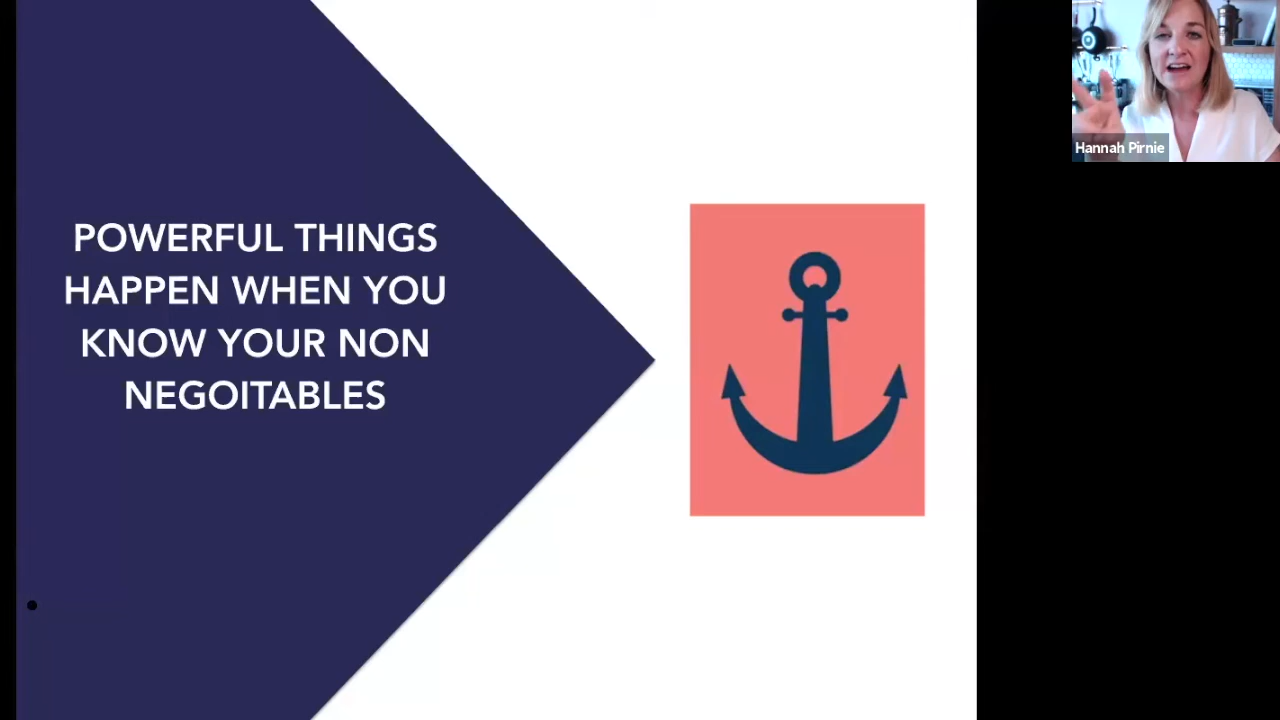 POWERFUL THINGS
HAPPEN WHEN YOU
KNOW YOUR NON
NEGOITABLES
Hannah Pirnie